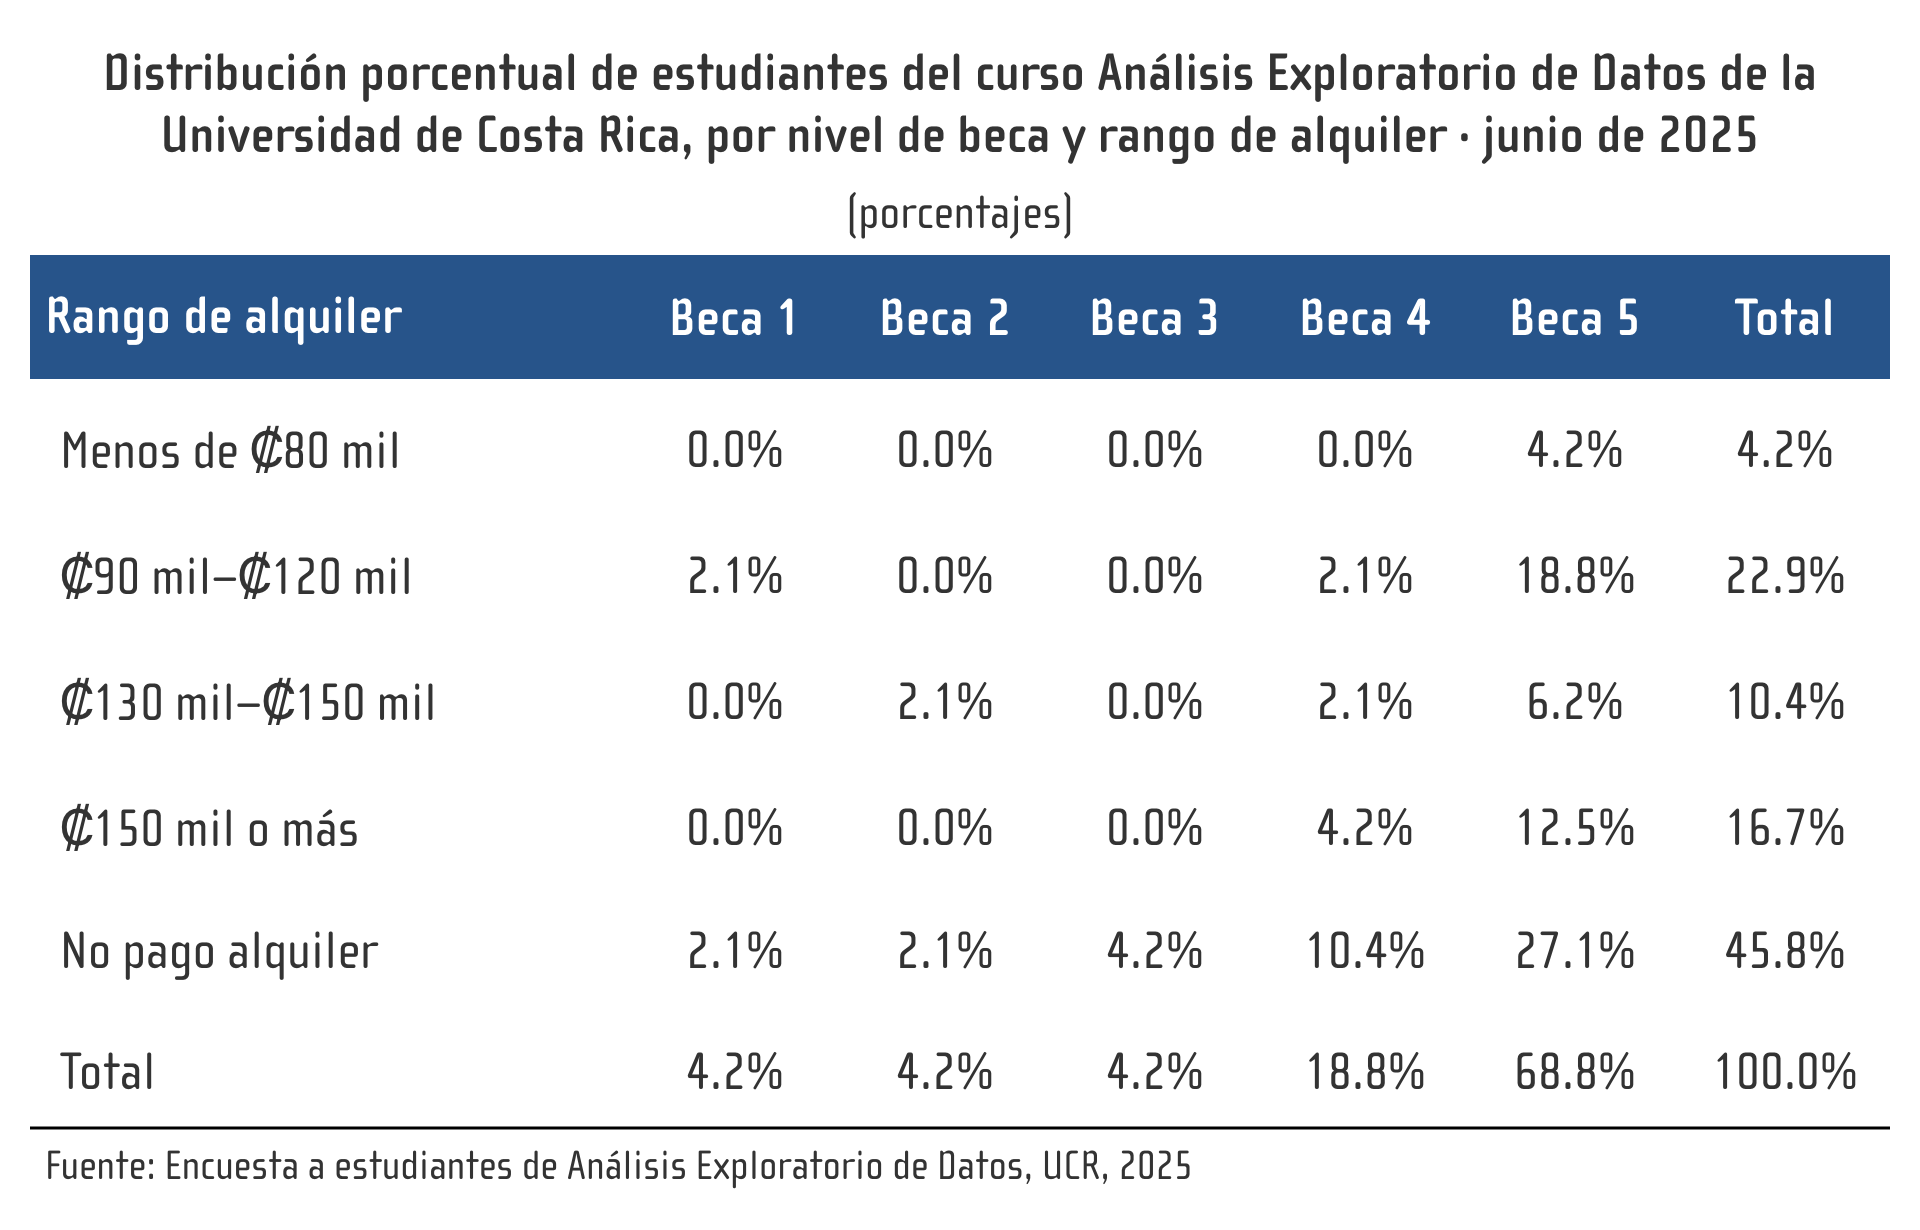 Distribución porcentual de estudiantes del curso Análisis Exploratorio de Datos de la
Universidad de Costa Rica, por nivel de beca y rango de alquiler · junio de 2025
(porcentajes)
Rango de alquiler Beca 1 Beca 2 Beca 3 Beca 4 Beca 5 Total
Menos de ₡80 mil 0.0% 0.0% 0.0% 0.0% 4.2% 4.2%
₡90 mil–₡120 mil 2.1% 0.0% 0.0% 2.1% 18.8% 22.9%
₡130 mil–₡150 mil 0.0% 2.1% 0.0% 2.1% 6.2% 10.4%
₡150 mil o más 0.0% 0.0% 0.0% 4.2% 12.5% 16.7%
No pago alquiler 2.1% 2.1% 4.2% 10.4% 27.1% 45.8%
Total 4.2% 4.2% 4.2% 18.8% 68.8% 100.0%
Fuente: Encuesta a estudiantes de Análisis Exploratorio de Datos, UCR, 2025